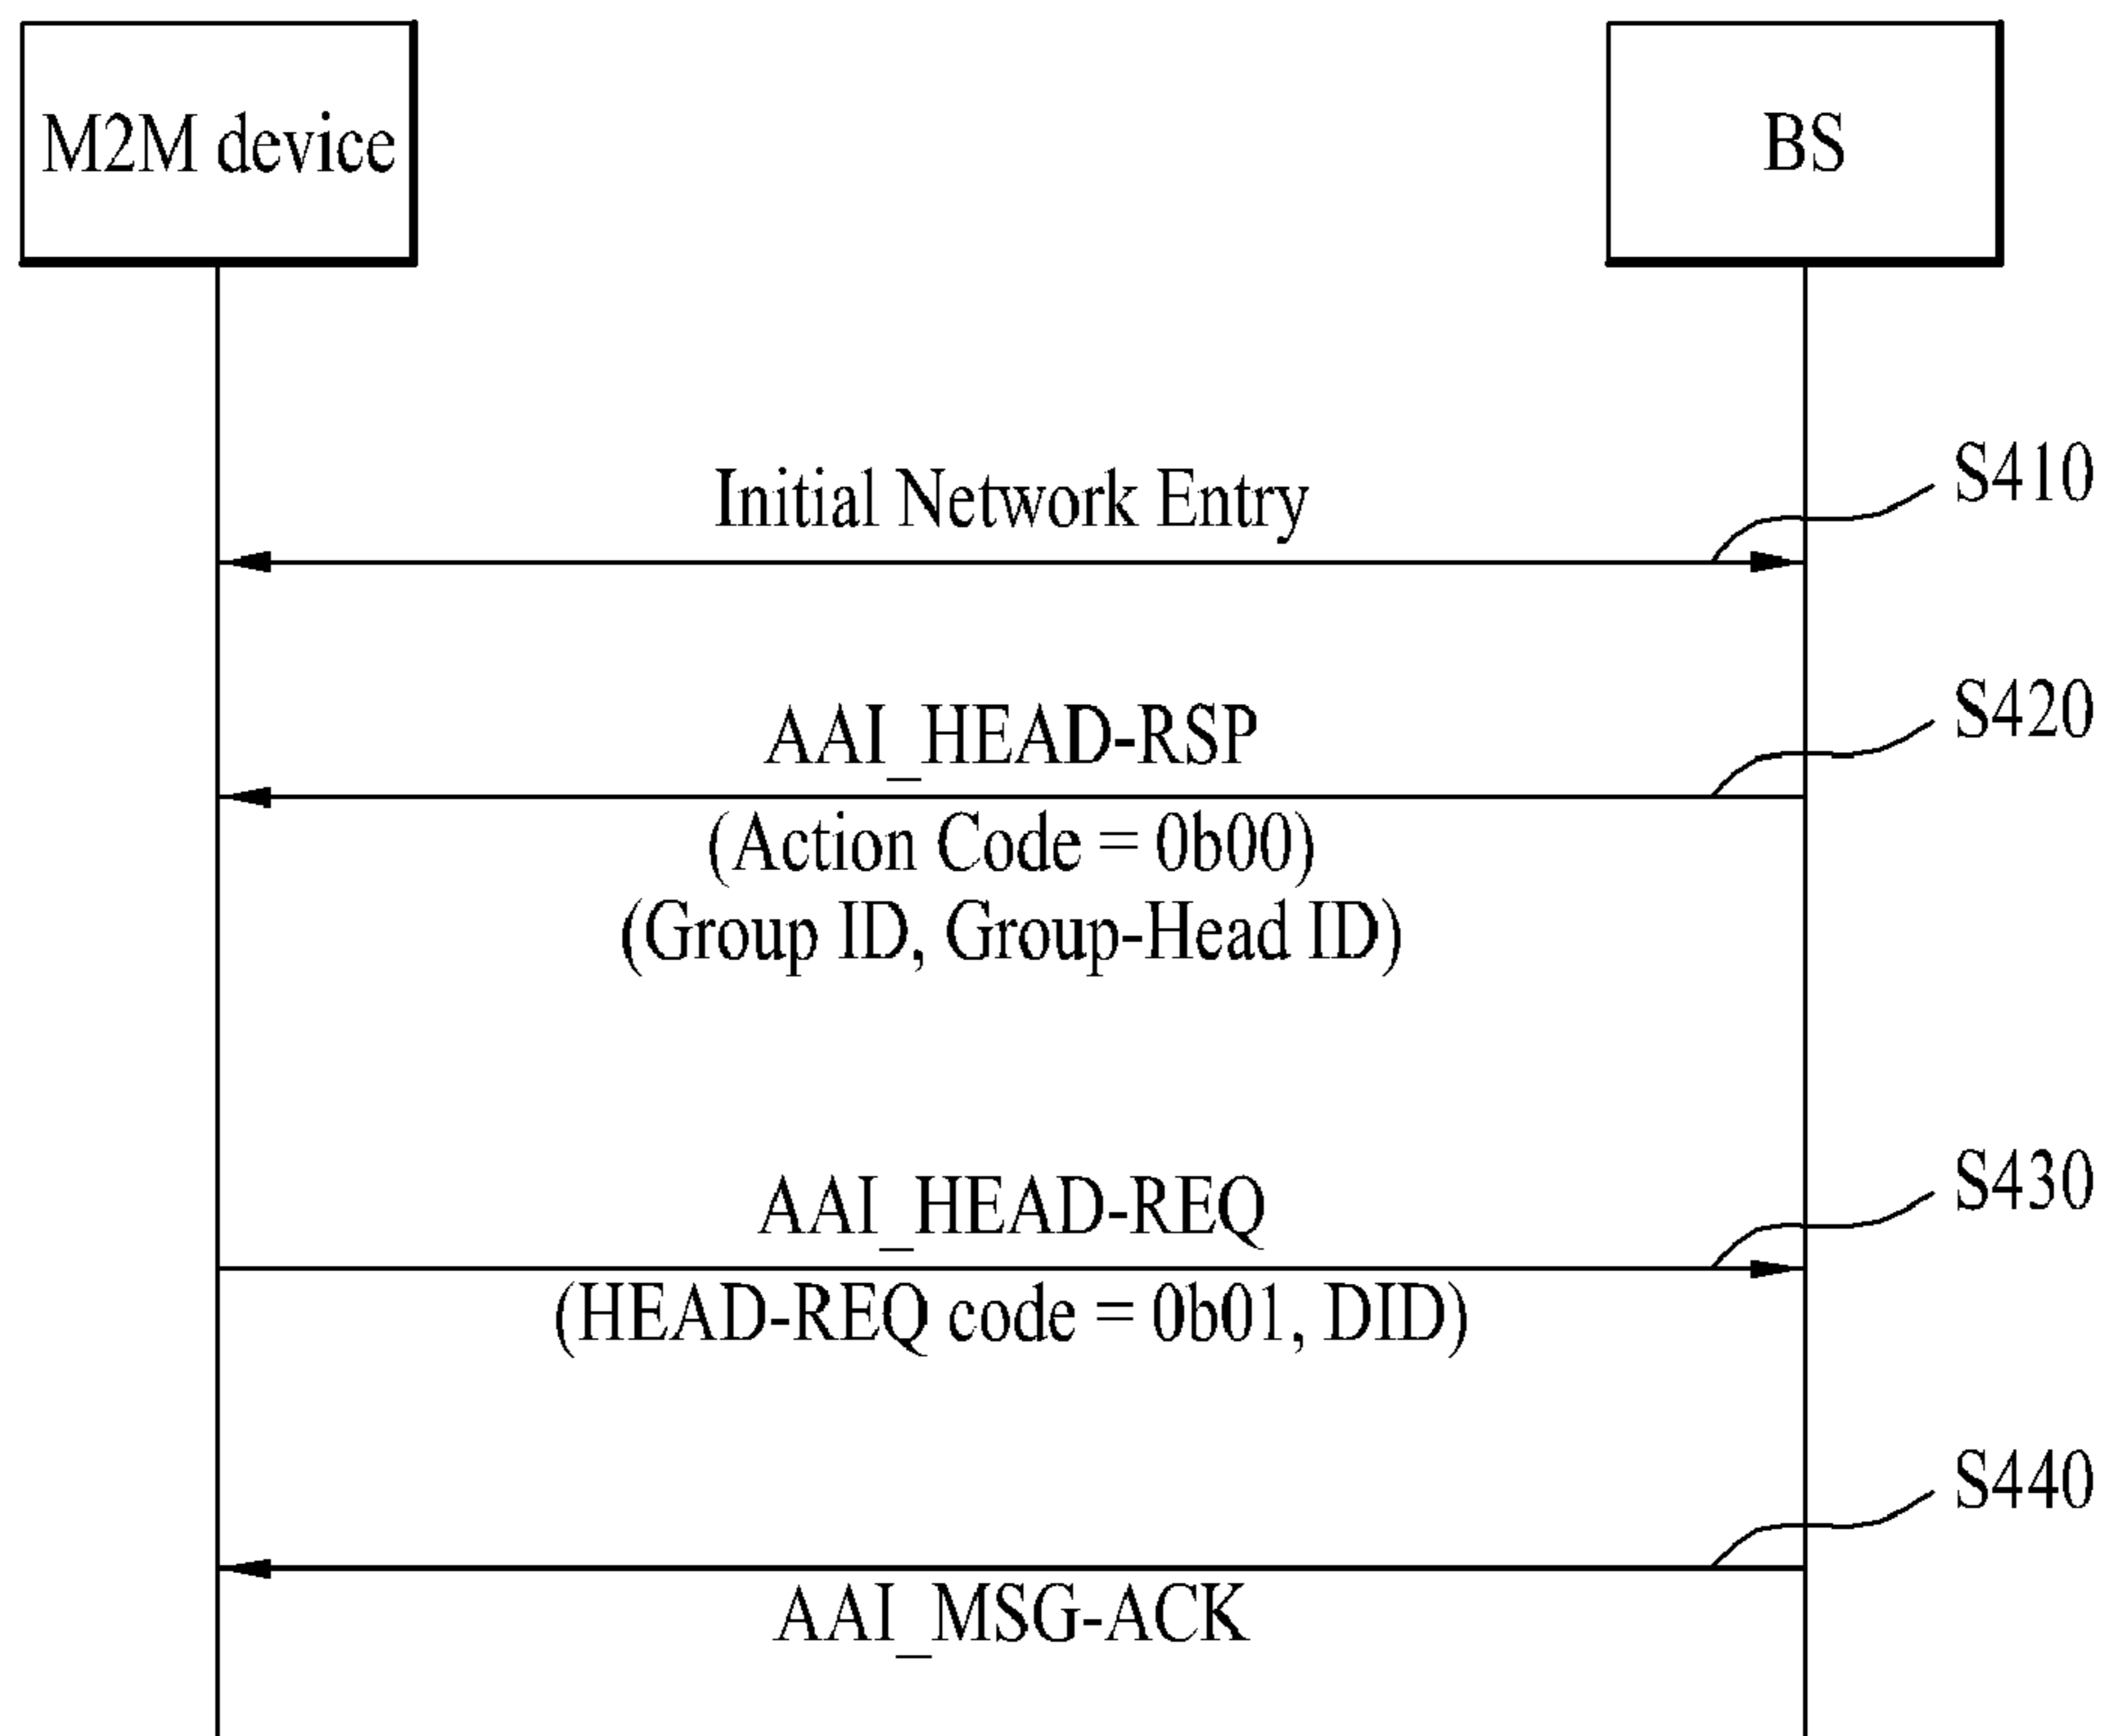 M2M device
BS
S410
Initial Network Entry
S420
AAI_HEAD-RSP
(Action Code = 0b00)
(Group ID, Group-Head ID)
S430
AAI_HEAD-REQ
(HEAD-REQ code = 0b01, DID)
S440
AAI_MSG-ACK